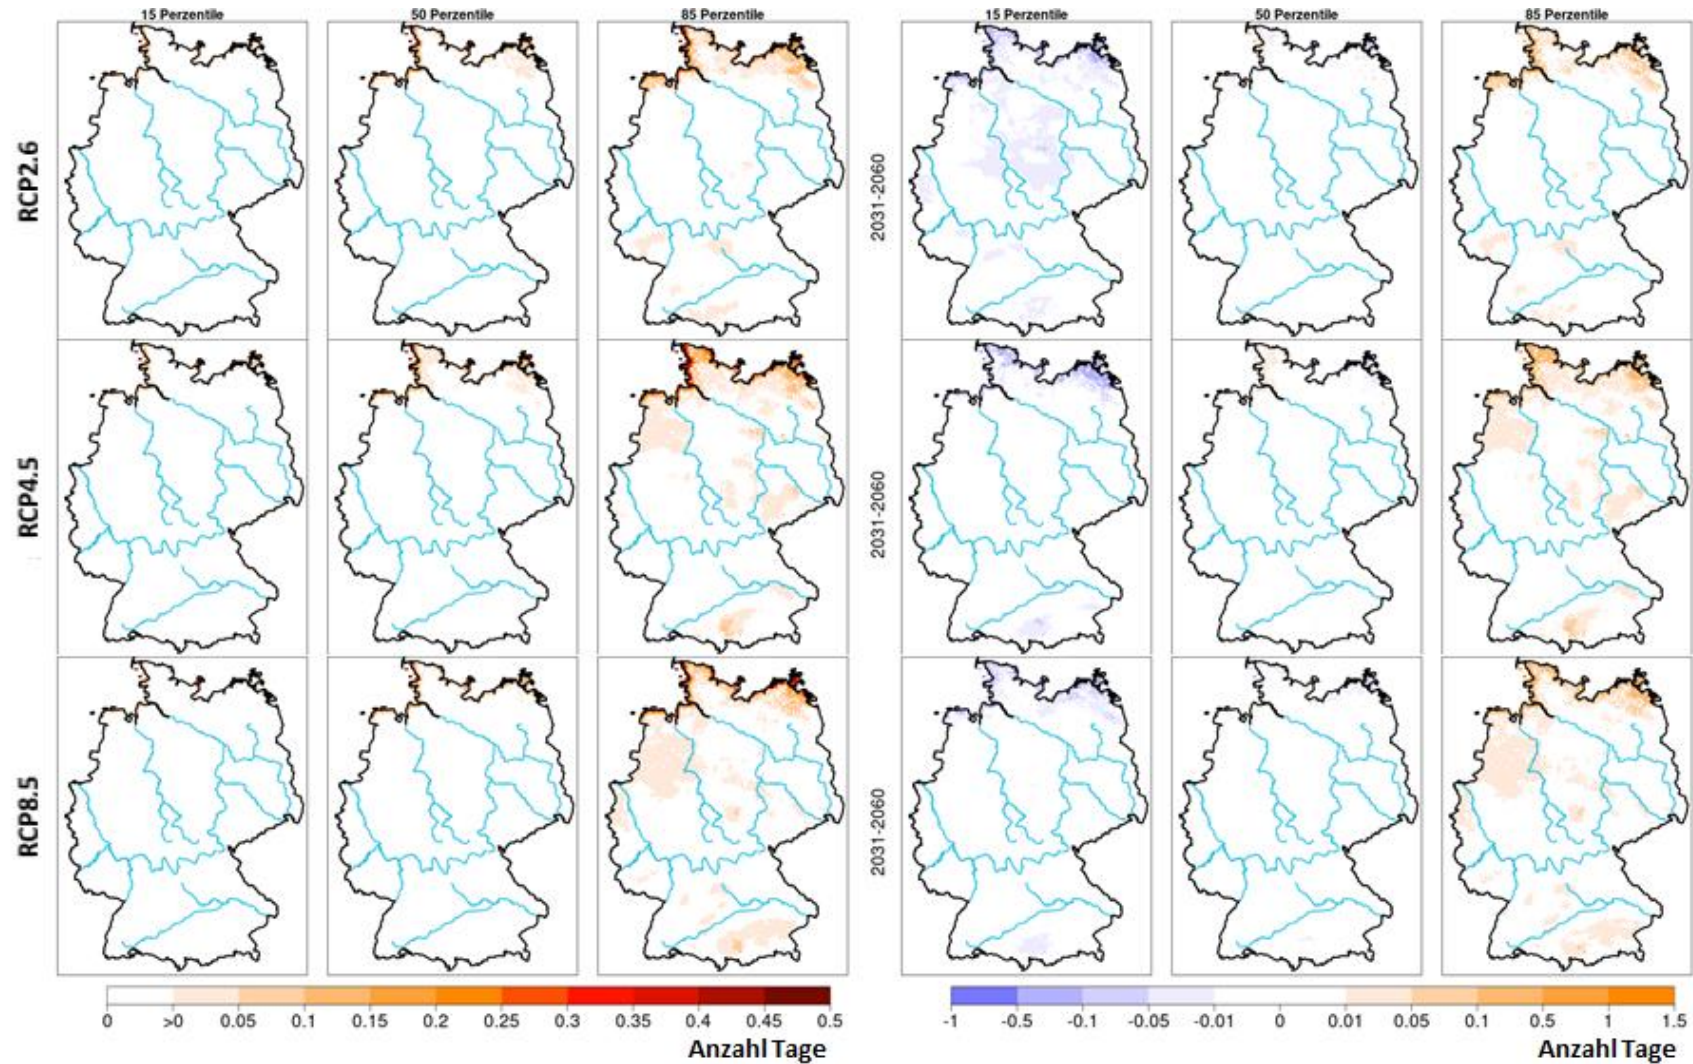 15 Perzentile 50 Perzentile 85 Perzentile 15 Perzentile 50 Perzentile 85 Perzentile
RCP2.6
2031-2060
RCP4.5
2031-2060
RCP8.5
2031-2060
0 >0 0.05 0.1 0.15 0.2 0.25 0.3 0.35 0.4 0.45 0.5
-1 -0.5 -0.1 -0.05 -0.01 0 0.01 0.05 0.1 0.5 1 1.5
Anzahl Tage
Anzahl Tage